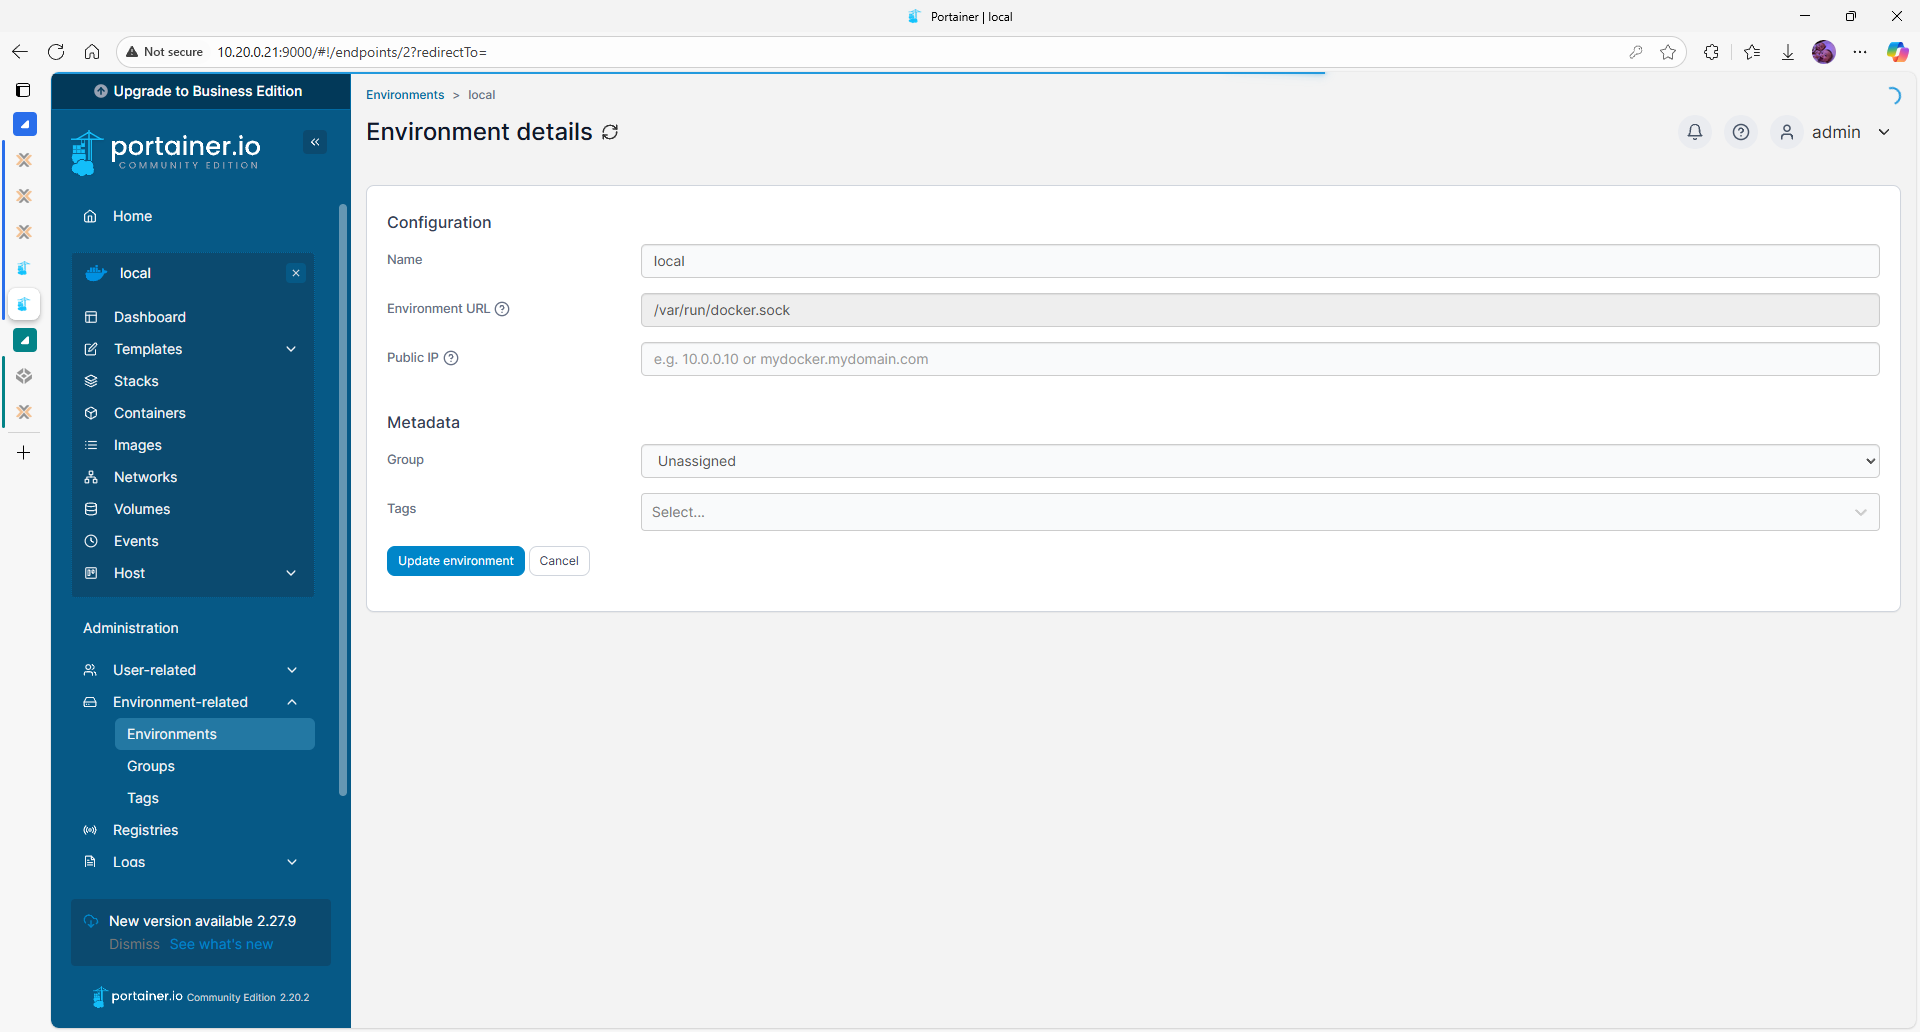 Portainer | local
Not secure
10.20.0.21:9000/#!/endpoints/2?redirectTo=
Upgrade to Business Edition
portainer.io
COMMUNITY EDITION
Home
local
Dashboard
Templates
Stacks
Containers
Images
Networks
Volumes
Events
Host
Administration
User-related
Environment-related
Environments
Groups
Tags
Registries
Logs
New version available 2.27.9
Dismiss See what's new
portainer.io Community Edition 2.20.2
Environments > local
Environment details
admin
Configuration
Name
local
Environment URL
/var/run/docker.sock
Public IP
e.g. 10.0.0.10 or mydocker.mydomain.com
Metadata
Group
Unassigned
Tags
Select...
Update environment
Cancel